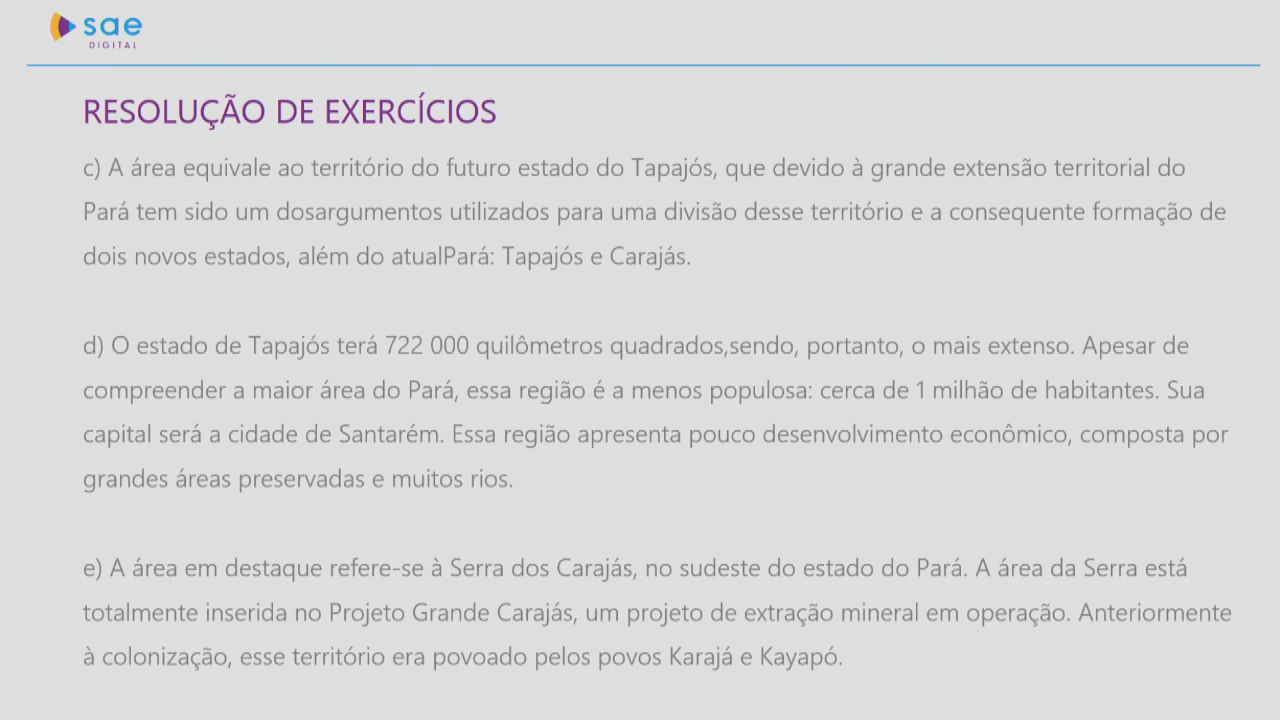 sae
DIGITAL
RESOLUÇÃO DE EXERCÍCIOS
c) A área equivale ao território do futuro estado do Tapajós, que devido à grande extensão territorial do
Pará tem sido um dosargumentos utilizados para uma divisão desse território e a consequente formação de
dois novos estados, além do atualPará: Tapajós e Carajás.
d) O estado de Tapajós terá 722 000 quilômetros quadrados,sendo, portanto, o mais extenso. Apesar de
compreender a maior área do Pará, essa região é a menos populosa: cerca de 1 milhão de habitantes. Sua
capital será a cidade de Santarém. Essa região apresenta pouco desenvolvimento econômico, composta por
grandes áreas preservadas e muitos rios.
e) A área em destaque refere-se à Serra dos Carajás, no sudeste do estado do Pará. A área da Serra está
totalmente inserida no Projeto Grande Carajás, um projeto de extração mineral em operação. Anteriormente
à colonização, esse território era povoado pelos povos Karajá e Kayapó.